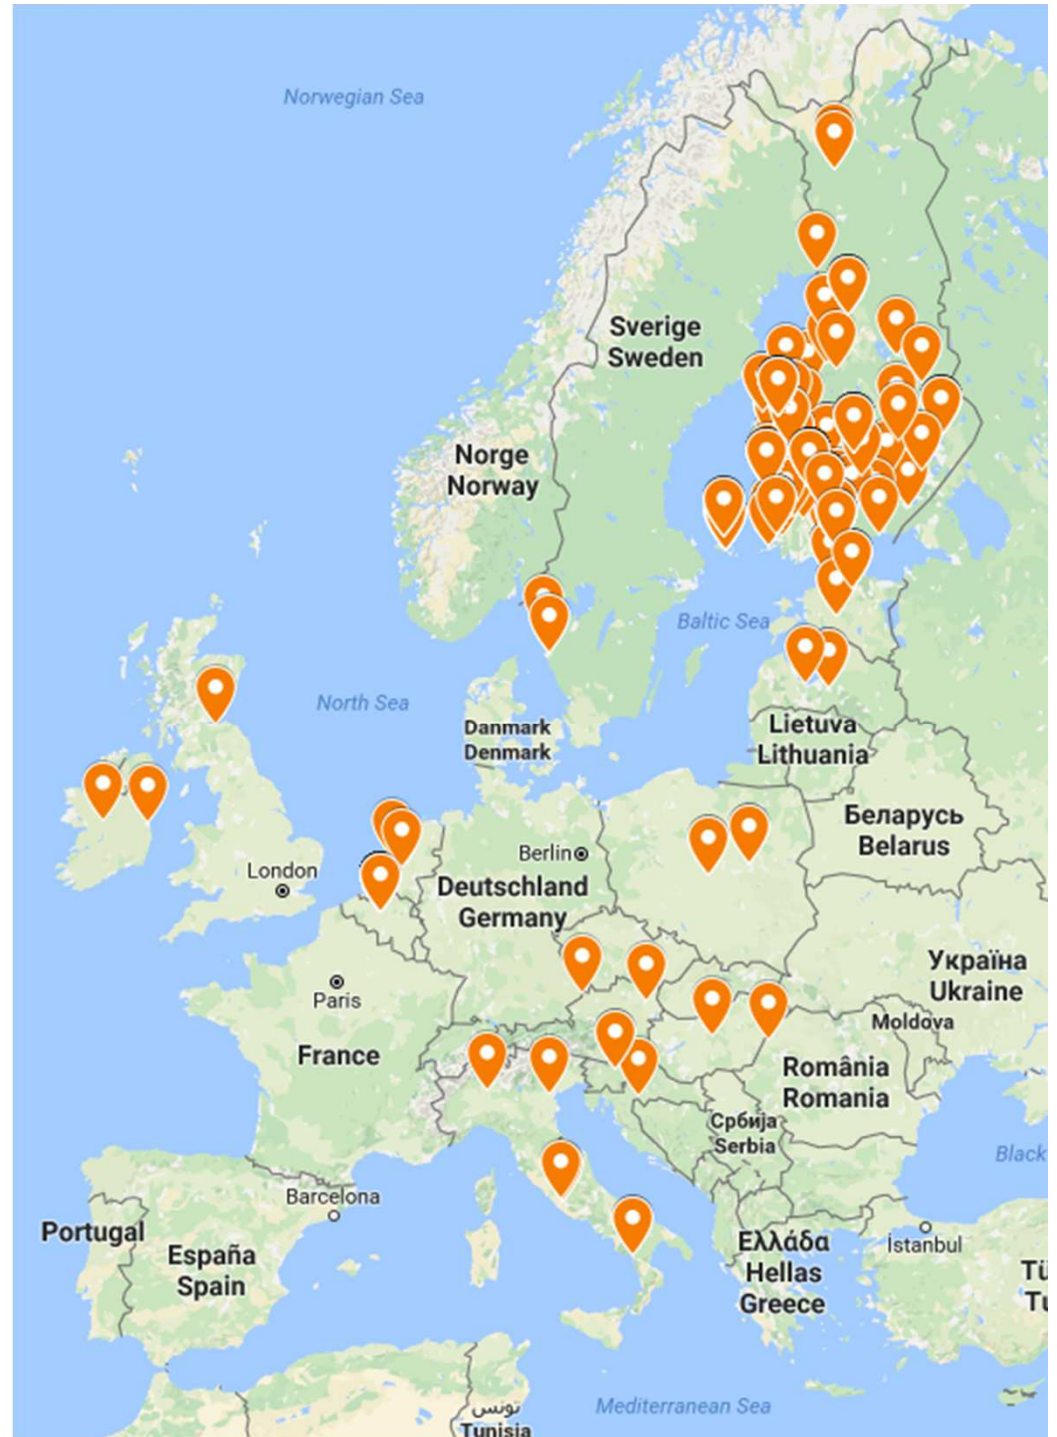 Norwegian Sea
Sverige
Sweden
Norge
Norway
Baltic Sea
North Sea
Danmark
Denmark
Lietuva
Lithuania
Беларусь
Belarus
Berlin
London
Deutschland
Germany
Україна
Ukraine
Paris
Moldova
France
România
Romania
Србија
Serbia
Black
Barcelona
Portugal
España
Spain
Ελλάδα
Hellas
Greece
İstanbul
Tü
Tu
Mediterranean Sea
تونس
Tunisia